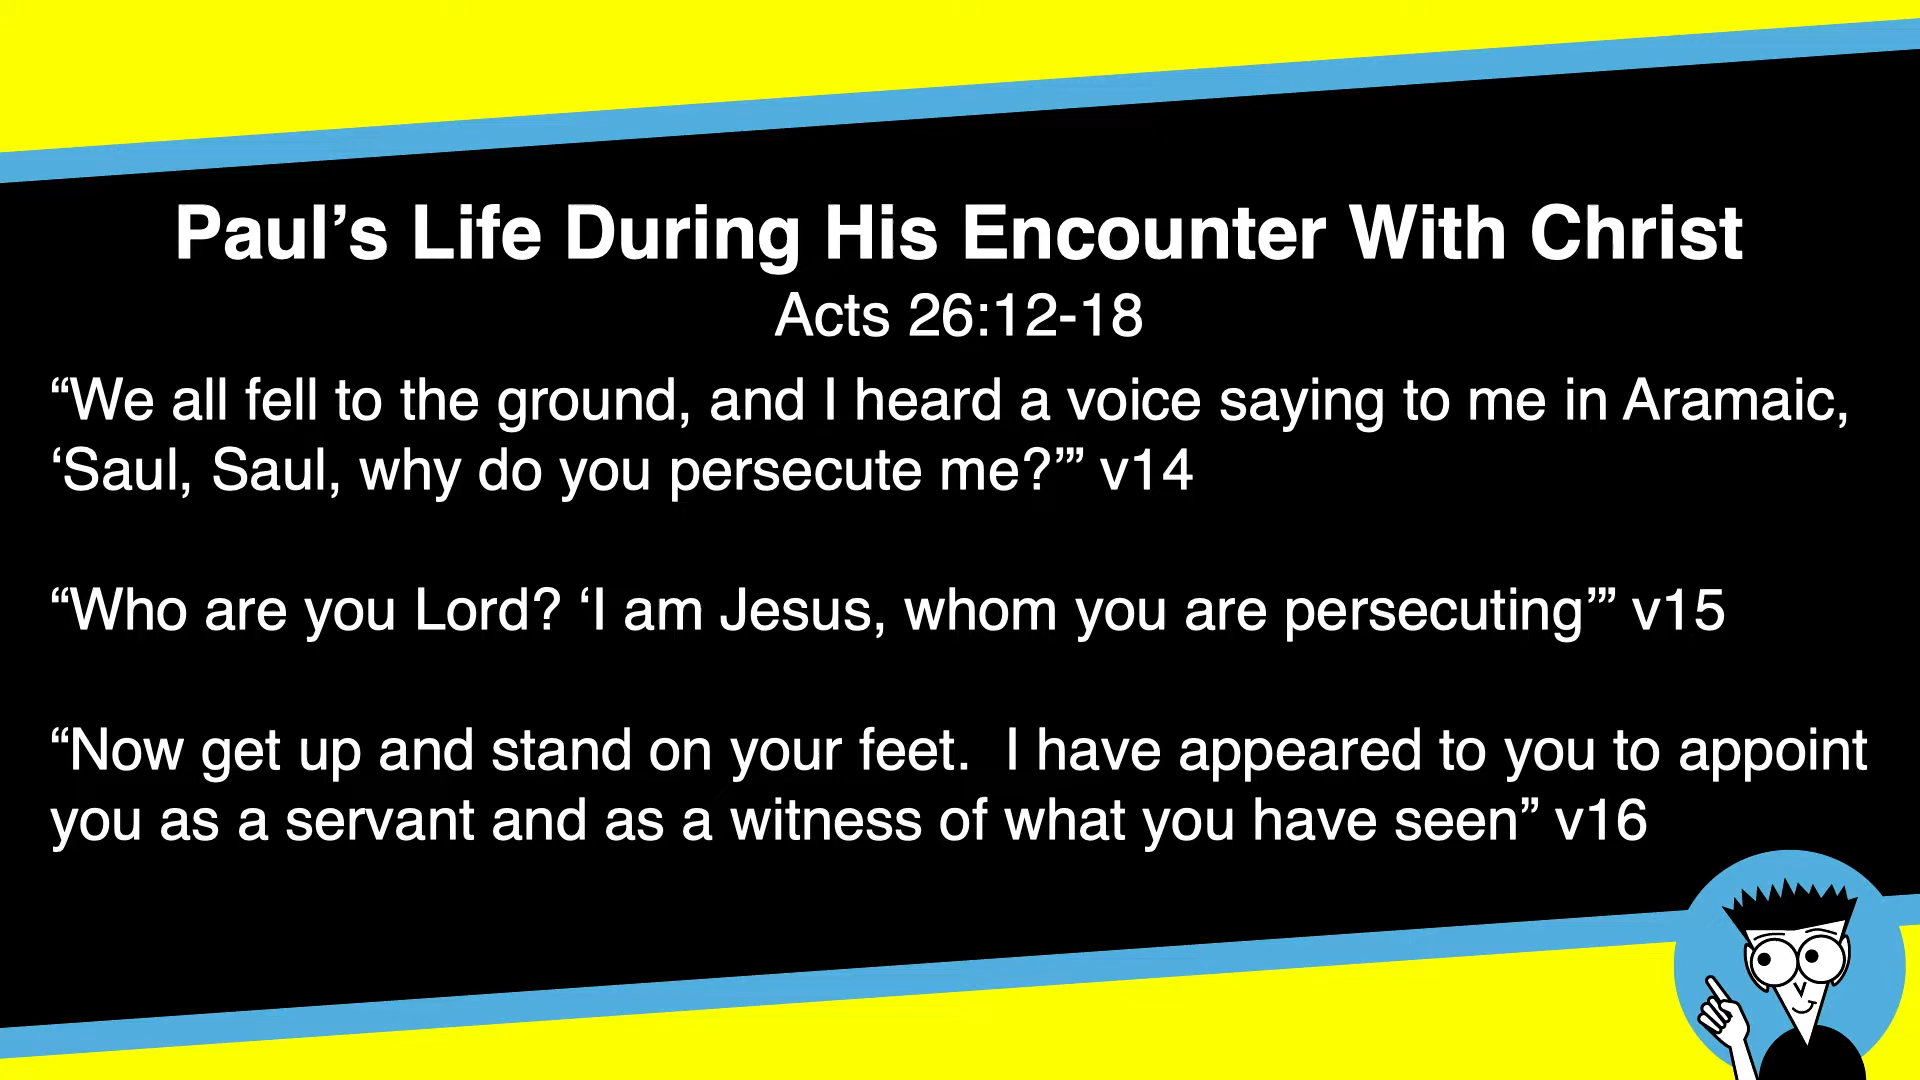 Paul’s Life During His Encounter With Christ
Acts 26:12-18
“We all fell to the ground, and I heard a voice saying to me in Aramaic,
‘Saul, Saul, why do you persecute me?’” v14
“Who are you Lord? ‘I am Jesus, whom you are persecuting’” v15
“Now get up and stand on your feet.  I have appeared to you to appoint
you as a servant and as a witness of what you have seen” v16